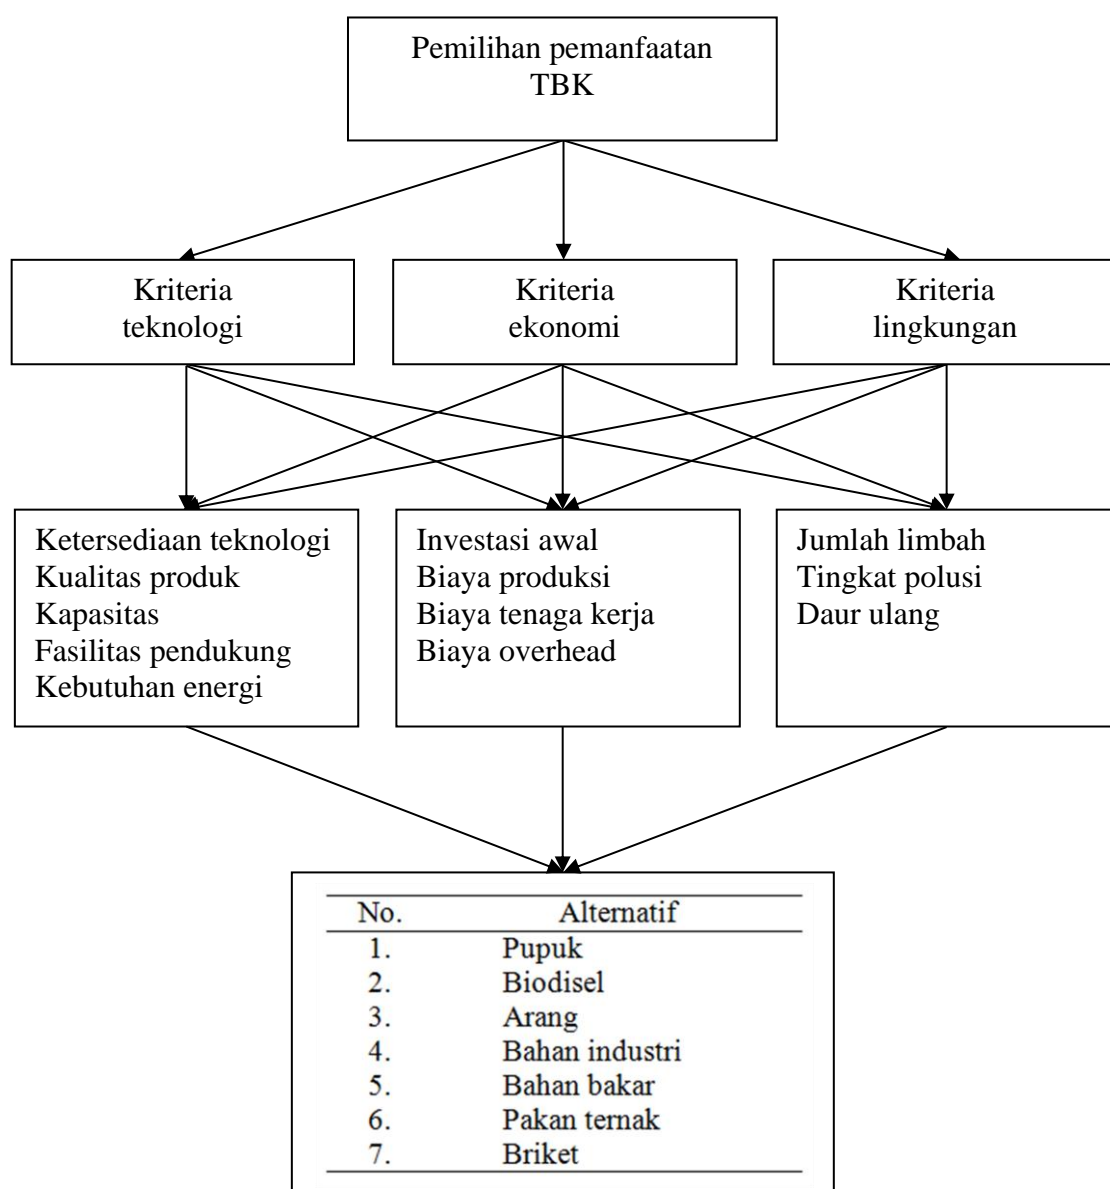 Pemilihan pemanfaatan
TBK
Kriteria
teknologi
Kriteria
ekonomi
Kriteria
lingkungan
Ketersediaan teknologi
Kualitas produk
Kapasitas
Fasilitas pendukung
Kebutuhan energi
Investasi awal
Biaya produksi
Biaya tenaga kerja
Biaya overhead
Jumlah limbah
Tingkat polusi
Daur ulang
No. Alternatif
1. Pupuk
2. Biodisel
3. Arang
4. Bahan industri
5. Bahan bakar
6. Pakan ternak
7. Briket